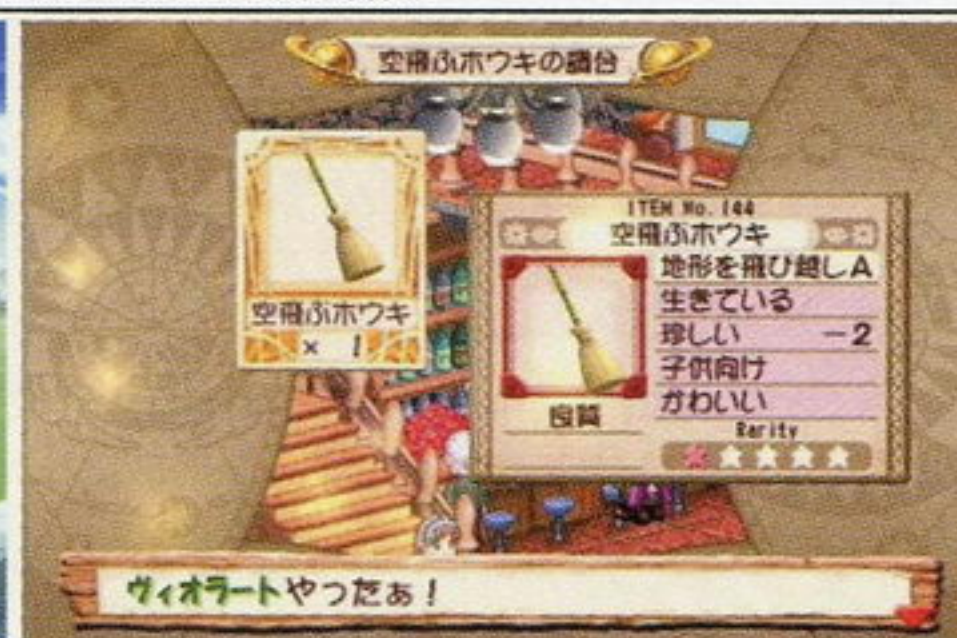 空飛ぶホウキの調合
空飛ぶホウキ
× 1
ITEM No. 144
空飛ぶホウキ
地形を飛び越しA
生きている
珍しい －2
子供向け
かわいい
良質
Rarity
ヴィオラートやったぁ！